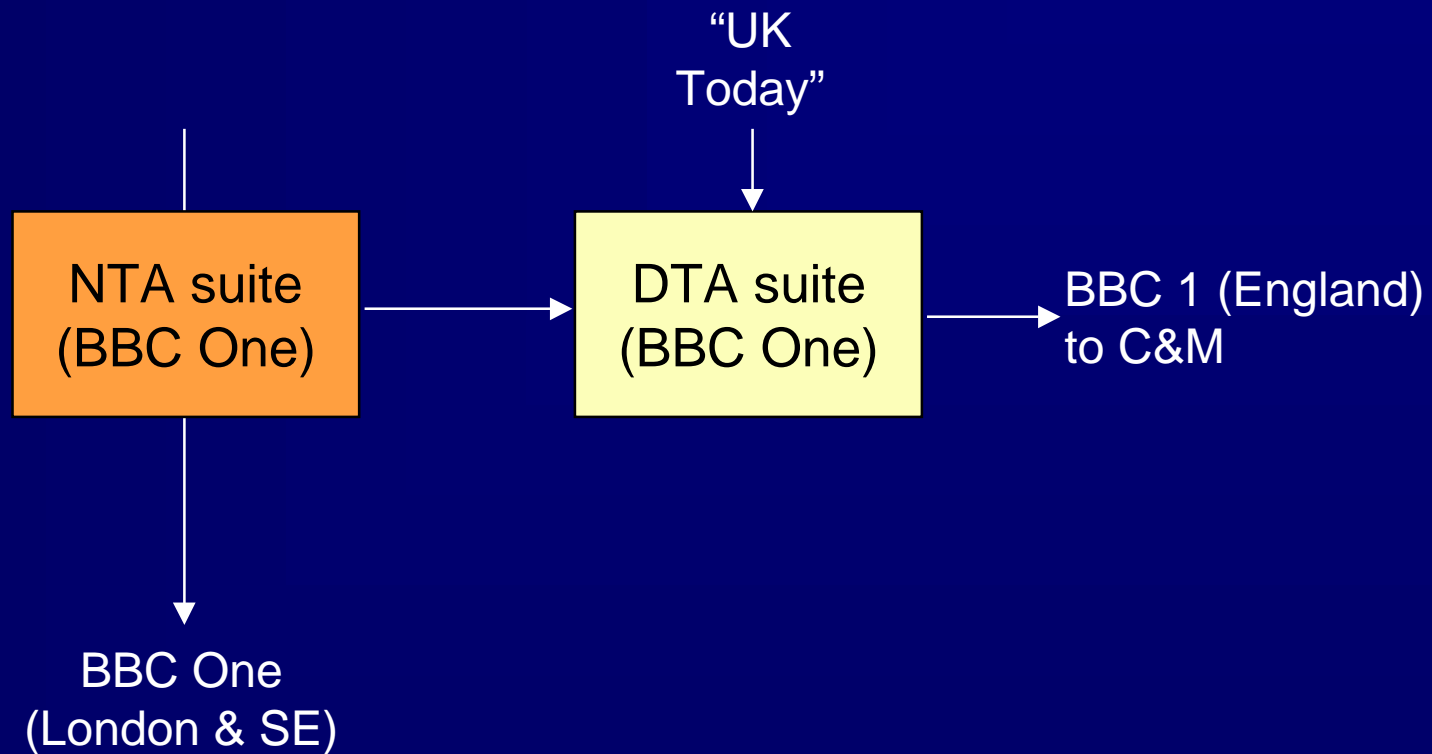 “UK
Today”
NTA suite
(BBC One)
DTA suite
(BBC One)
BBC 1 (England)
to C&M
BBC One
(London & SE)